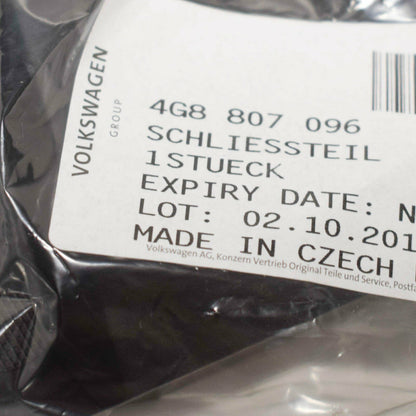 VOLKSWAGEN
GROUP
4G8 807 096
SCHLIESSTEIL
1STUECK
EXPIRY DATE: N
LOT: 02.10.201
MADE IN CZECH
Volkswagen AG, Konzern Vertrieb Original Teile und Service, Postfa